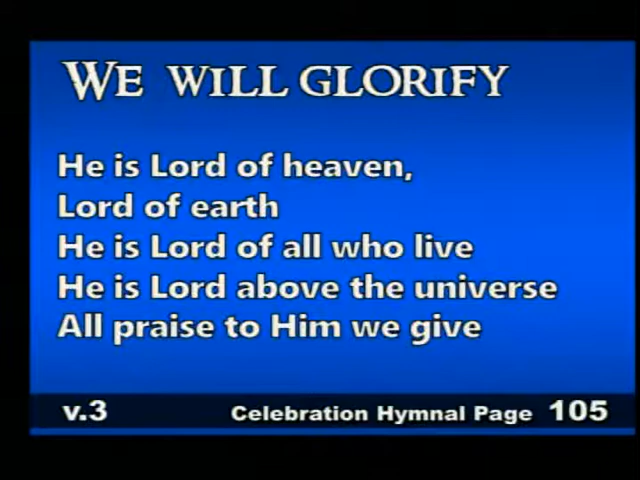 WE WILL GLORIFY
He is Lord of heaven,
Lord of earth
He is Lord of all who live
He is Lord above the universe
All praise to Him we give
v.3 Celebration Hymnal Page 105